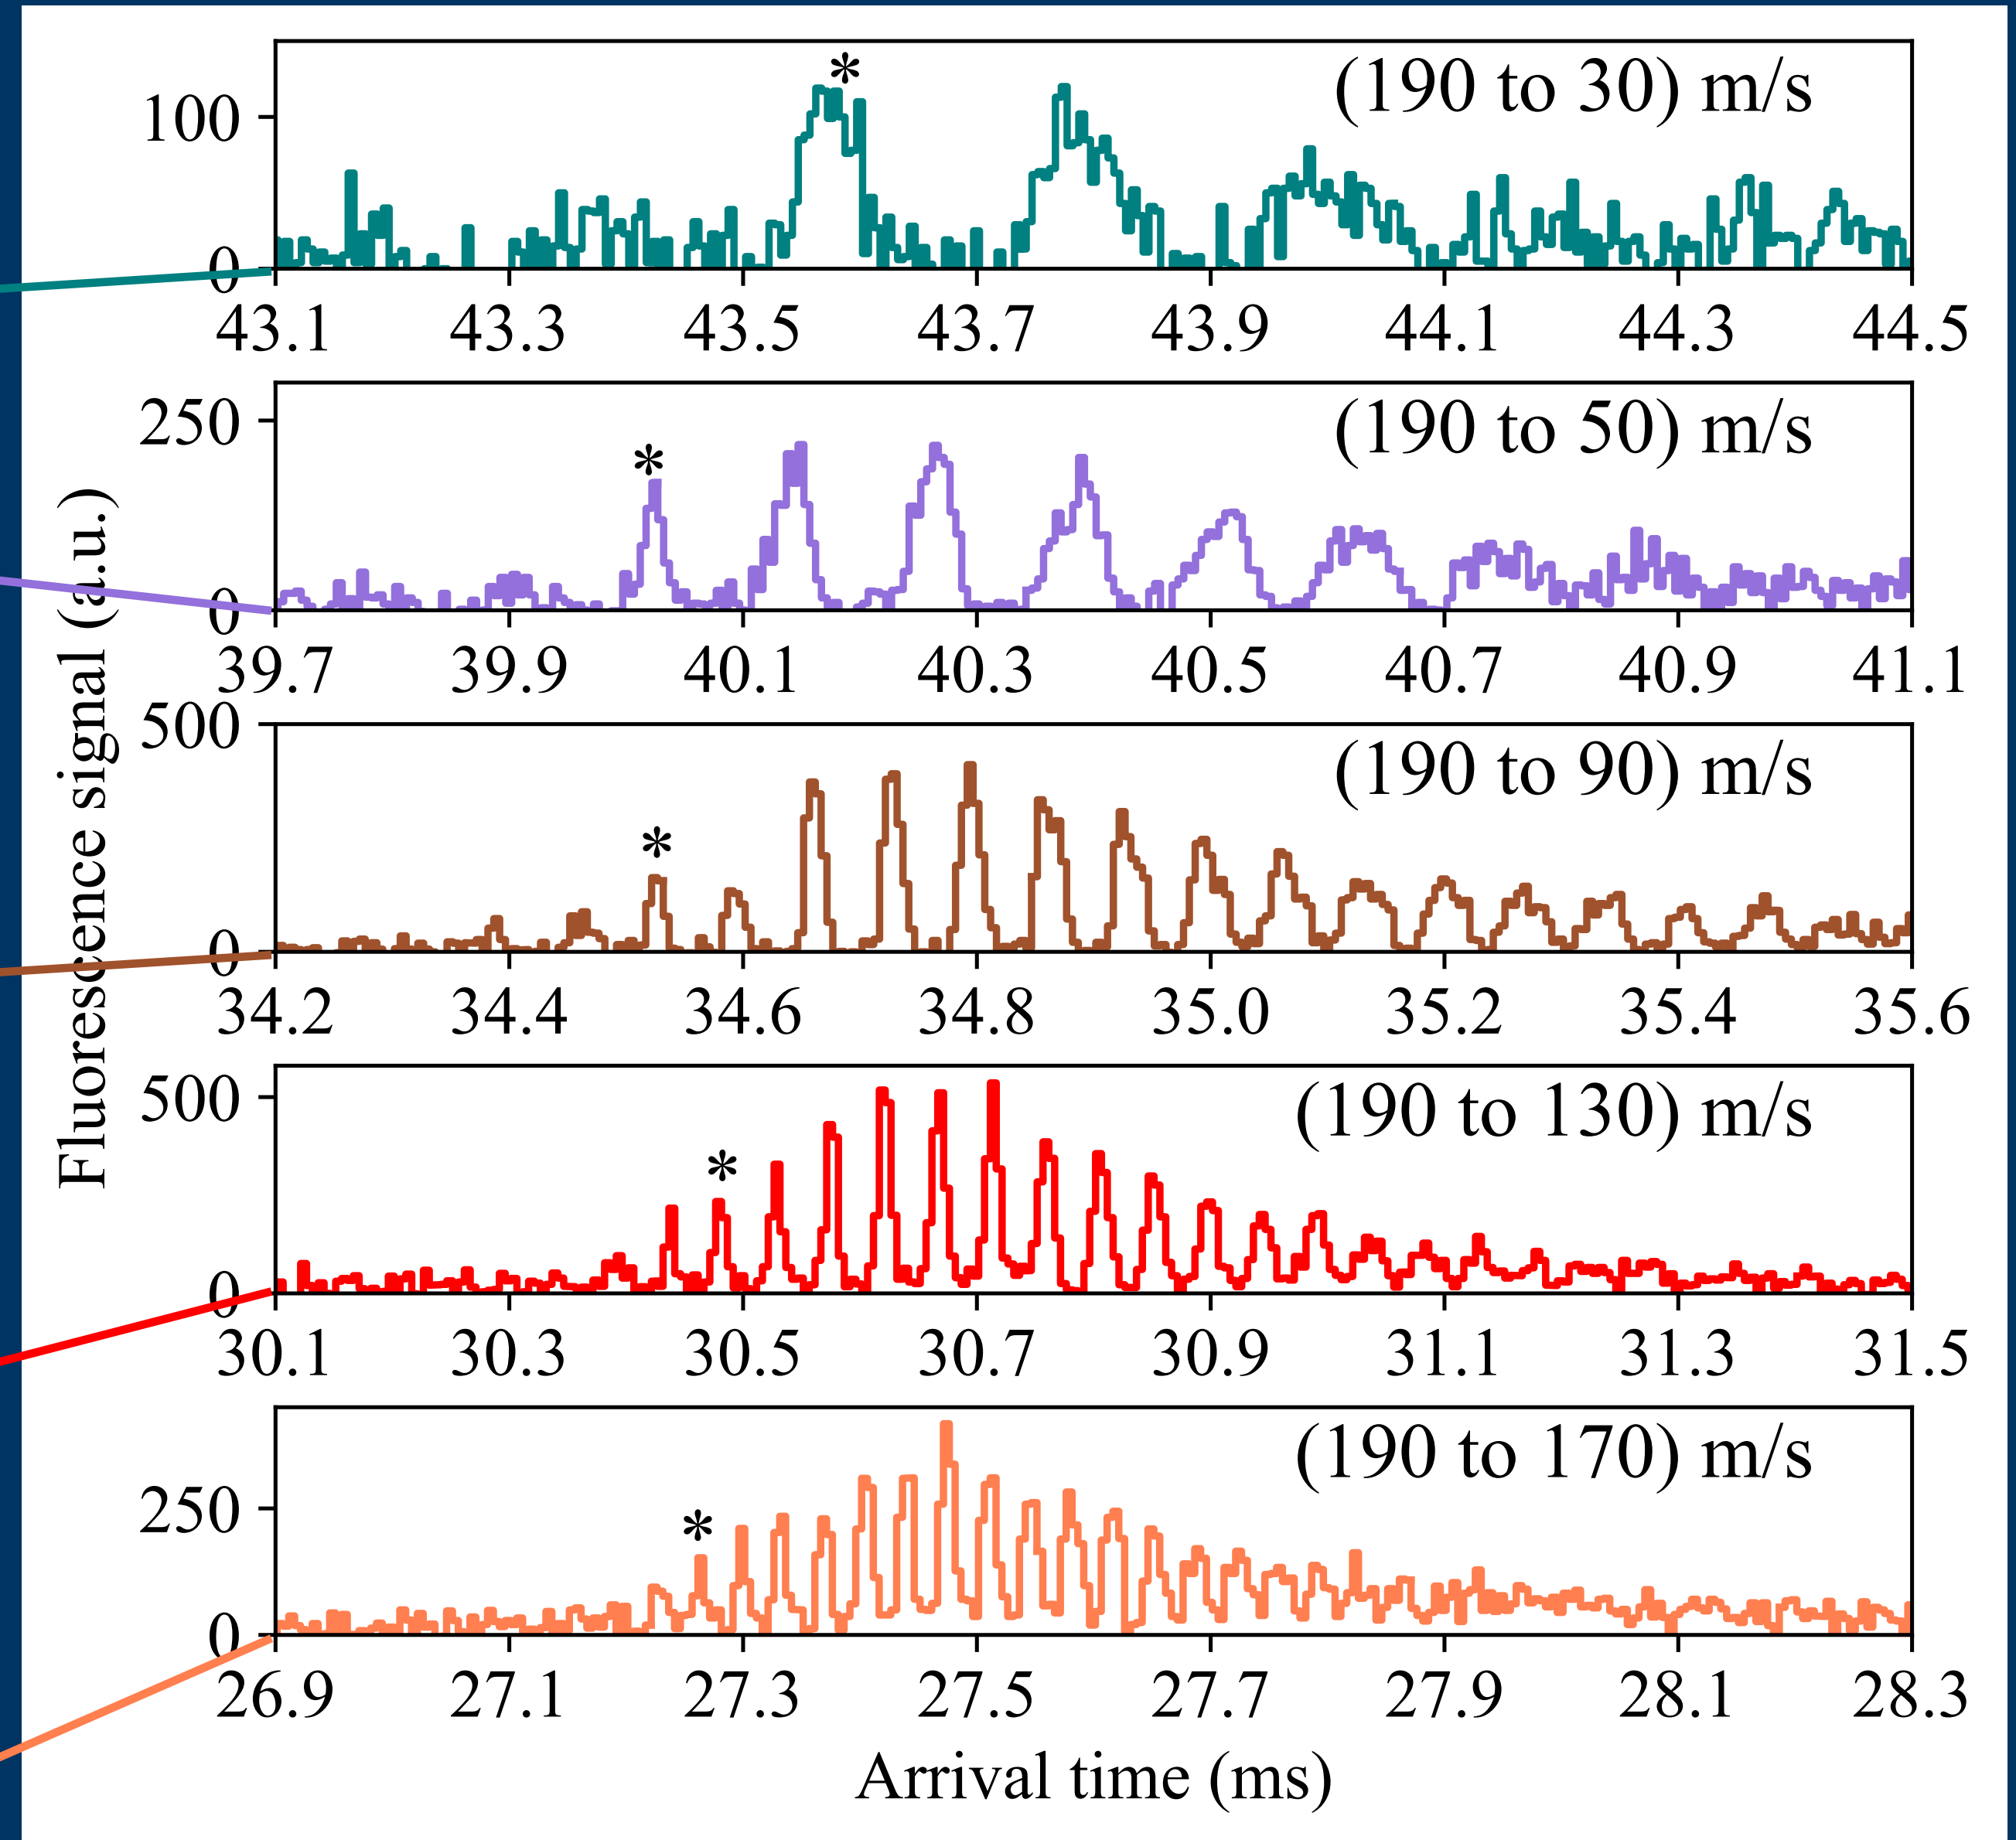 Fluorescence signal (a.u.)
*
(190 to 30) m/s
100
0
43.1 43.3 43.5 43.7 43.9 44.1 44.3 44.5
(190 to 50) m/s
250
*
0
39.7 39.9 40.1 40.3 40.5 40.7 40.9 41.1
500
(190 to 90) m/s
*
0
34.2 34.4 34.6 34.8 35.0 35.2 35.4 35.6
500
(190 to 130) m/s
*
0
30.1 30.3 30.5 30.7 30.9 31.1 31.3 31.5
(190 to 170) m/s
250
*
0
26.9 27.1 27.3 27.5 27.7 27.9 28.1 28.3
Arrival time (ms)